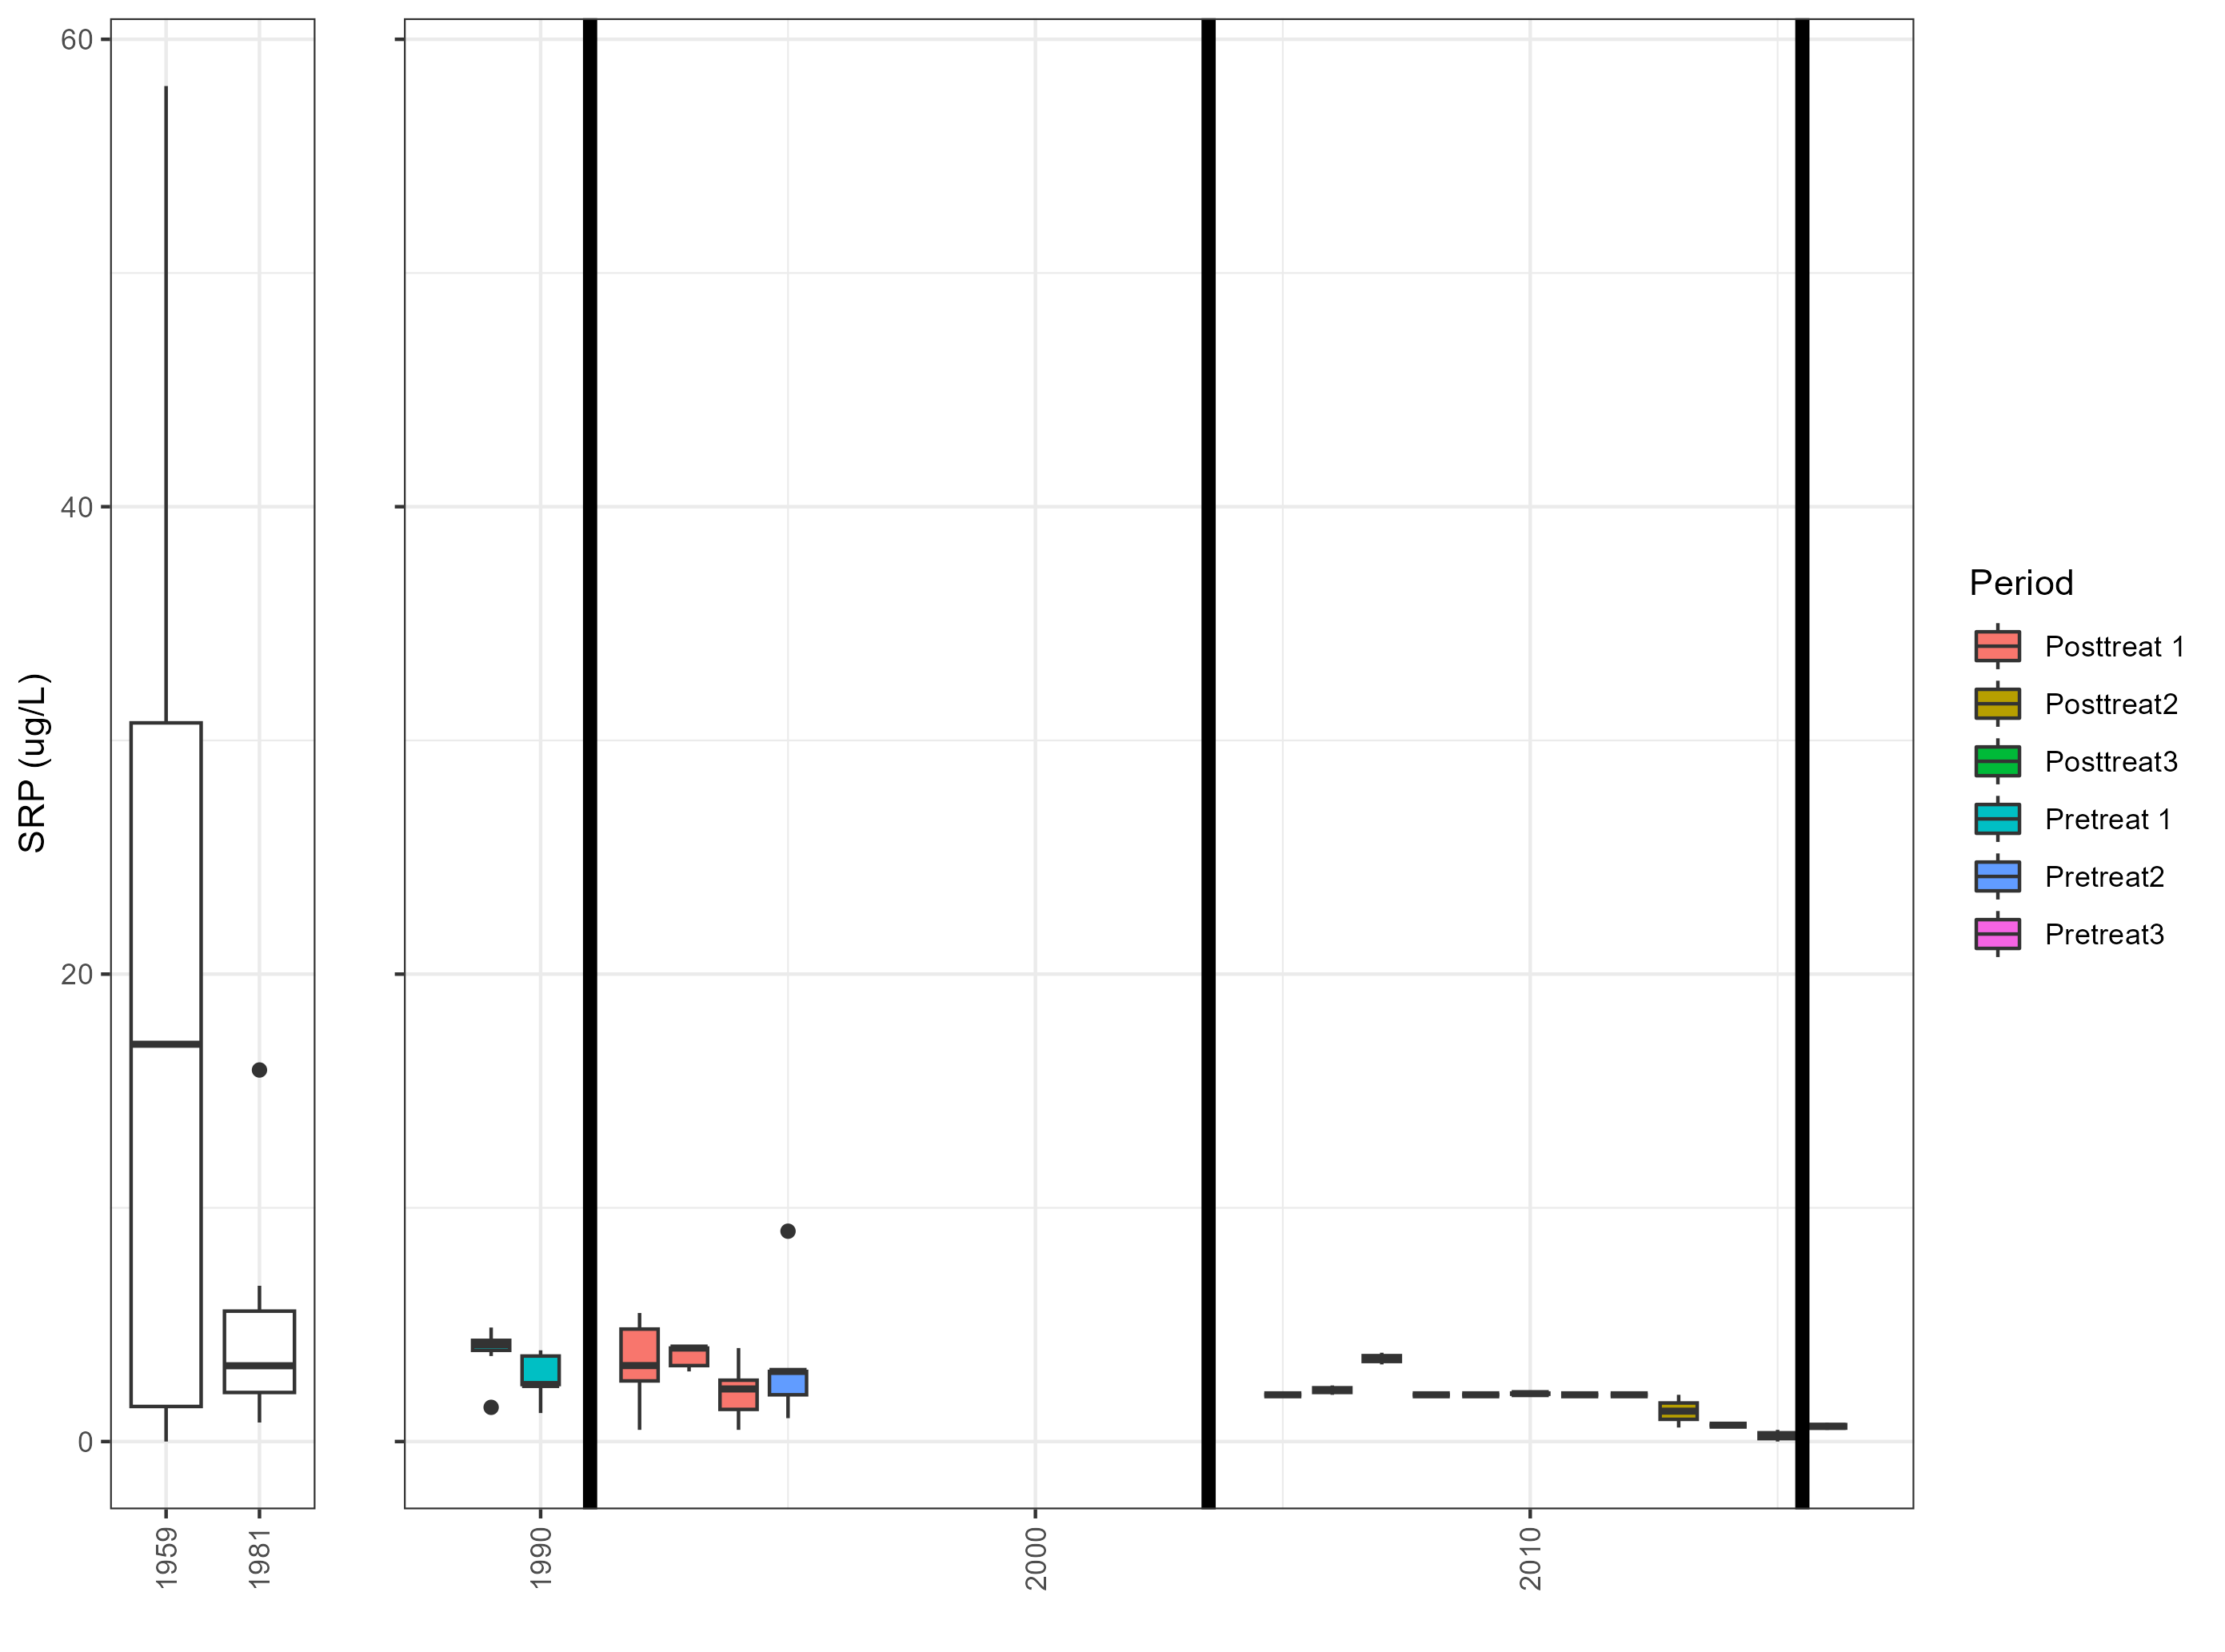 60
40
20
0
SRP (ug/L)
1959
1981
1990
2000
2010
Period
Posttreat 1
Posttreat2
Posttreat3
Pretreat 1
Pretreat2
Pretreat3